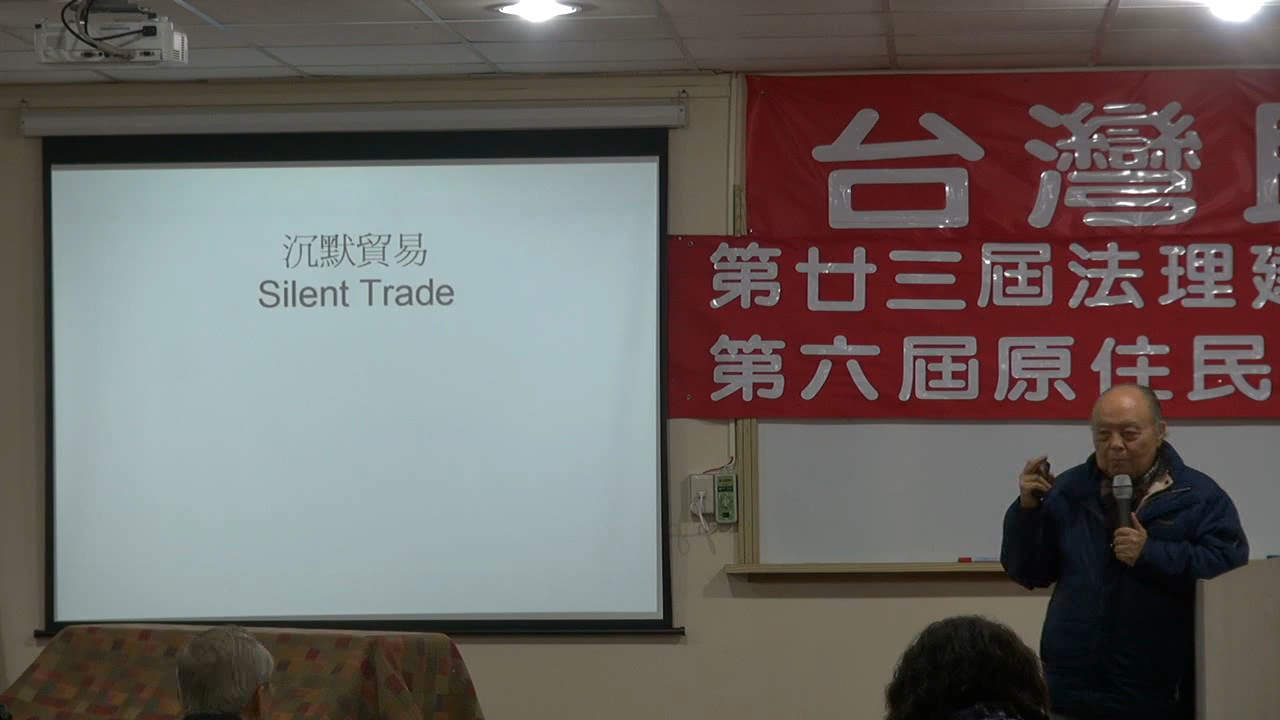 沉默貿易
Silent Trade
台灣
第廿三屆法理建
第六屆原住民